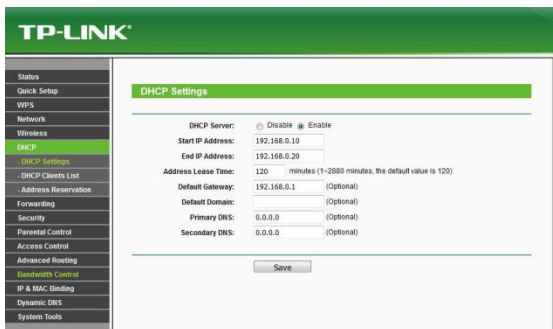 TP-LINK®
Status
Quick Setup
WPS
Network
Wireless
DHCP
- DHCP Settings
- DHCP Clients List
- Address Reservation
Forwarding
Security
Parental Control
Access Control
Advanced Routing
Bandwidth Control
IP & MAC Binding
Dynamic DNS
System Tools
DHCP Settings
DHCP Server: Disable Enable
Start IP Address: 192.168.0.10
End IP Address: 192.168.0.20
Address Lease Time: 120 minutes (1~2880 minutes, the default value is 120)
Default Gateway: 192.168.0.1 (Optional)
Default Domain: (Optional)
Primary DNS: 0.0.0.0 (Optional)
Secondary DNS: 0.0.0.0 (Optional)
Save